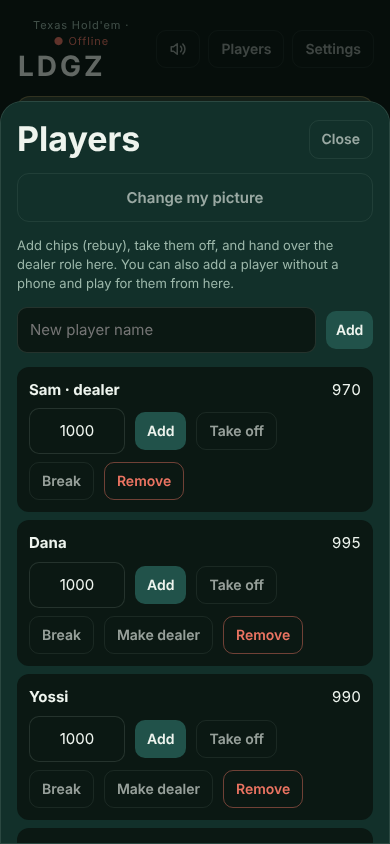 Texas Hold'em ·
Offline
LDGZ
Players
Settings
Players
Close
Change my picture
Add chips (rebuy), take them off, and hand over the
dealer role here. You can also add a player without a
phone and play for them from here.
New player name
Add
Sam · dealer
970
1000
Add
Take off
Break
Remove
Dana
995
1000
Add
Take off
Break
Make dealer
Remove
Yossi
990
1000
Add
Take off
Break
Make dealer
Remove